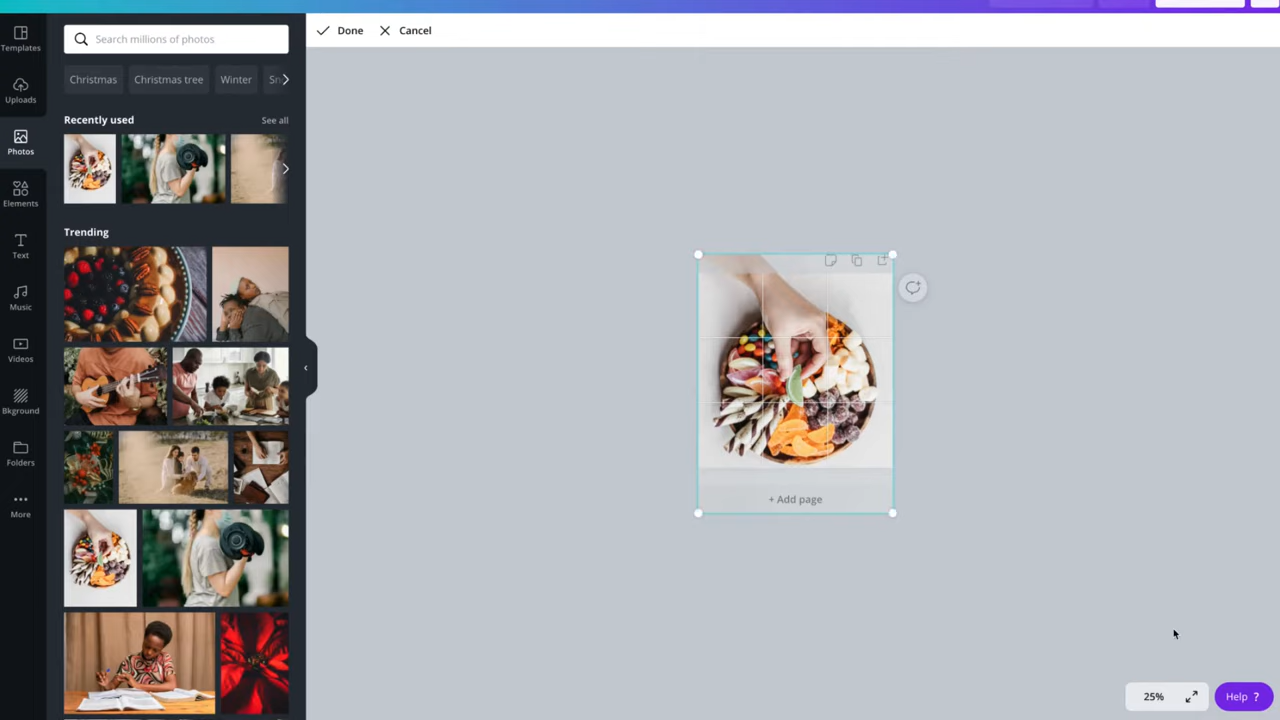 Done
Cancel
Templates
Search millions of photos
Christmas
Christmas tree
Winter
Uploads
Recently used
See all
Photos
Elements
Trending
Text
Music
Videos
Bkground
Folders
+ Add page
More
25%
Help ?